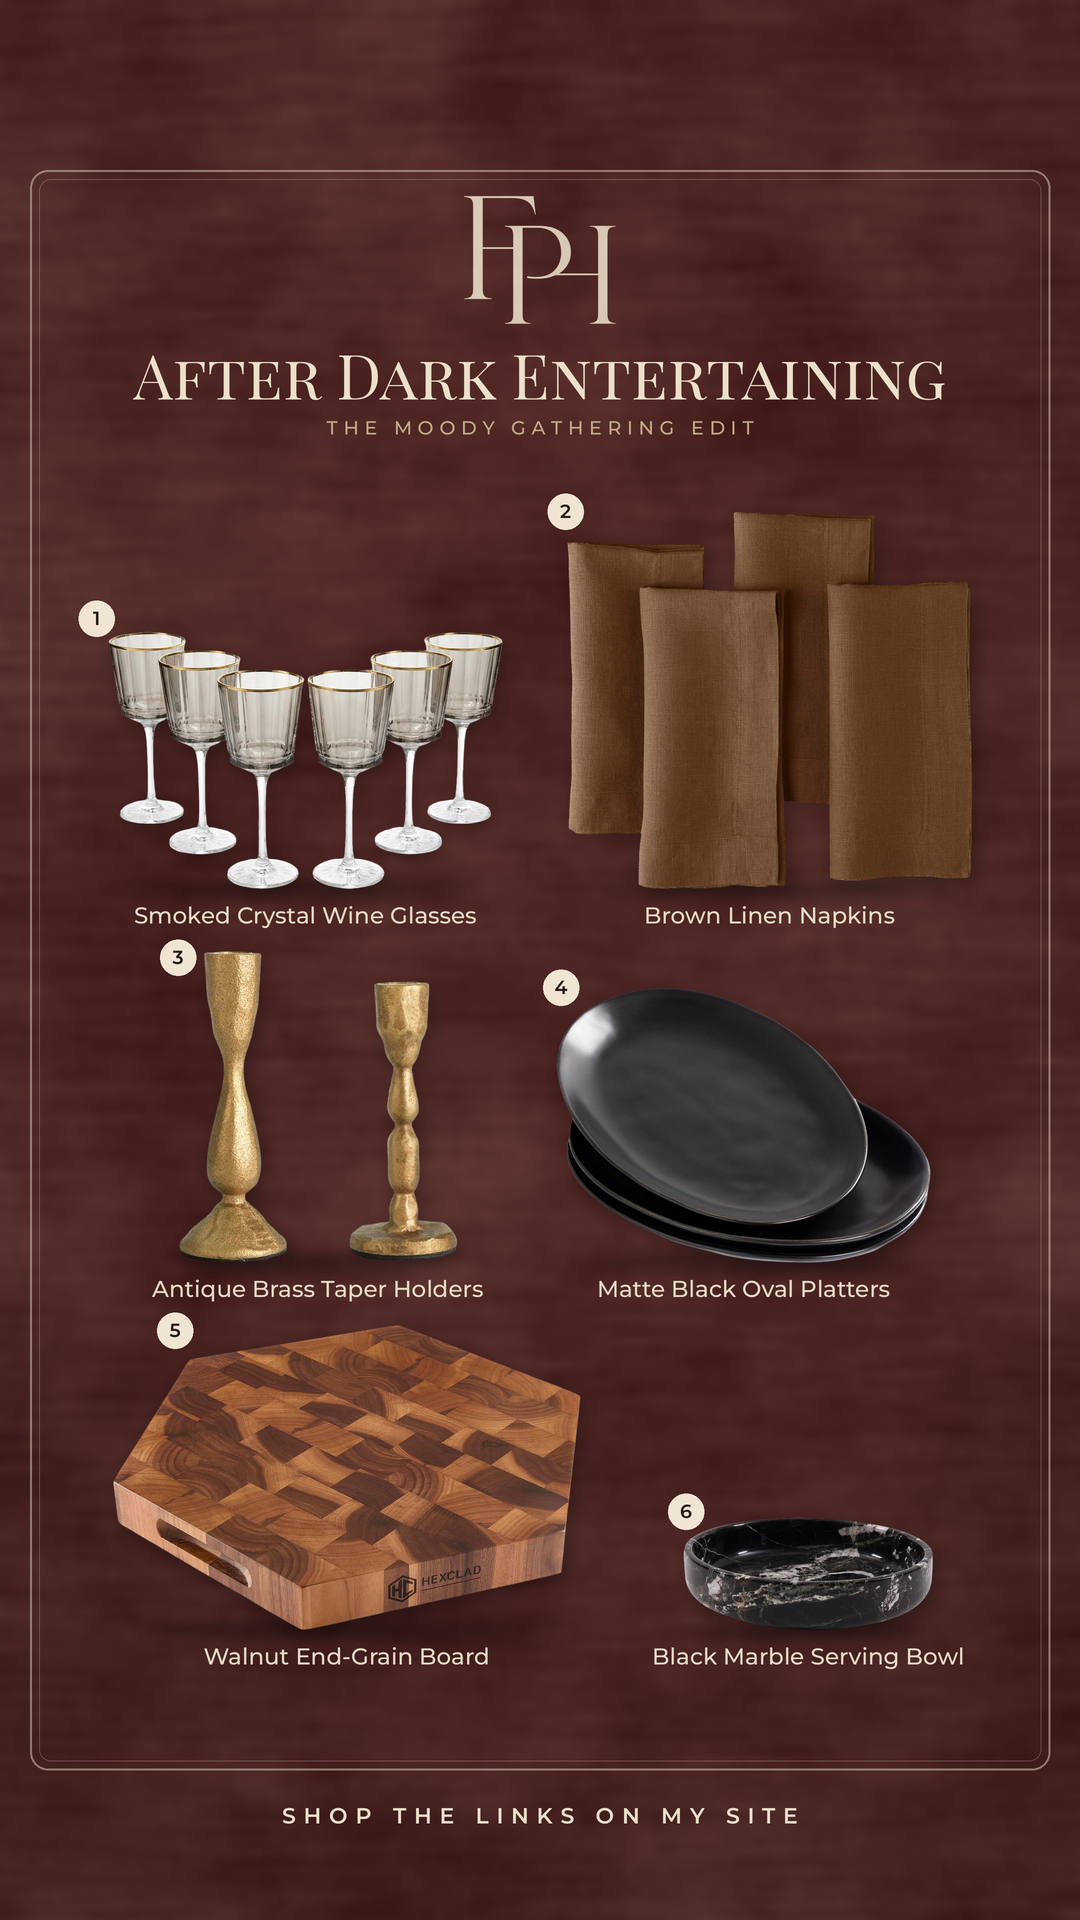 FPH
AFTER DARK ENTERTAINING
THE MOODY GATHERING EDIT
1
2
Smoked Crystal Wine Glasses
Brown Linen Napkins
3
4
Antique Brass Taper Holders
Matte Black Oval Platters
5
HC HEXCLAD
6
Walnut End-Grain Board
Black Marble Serving Bowl
SHOP THE LINKS ON MY SITE